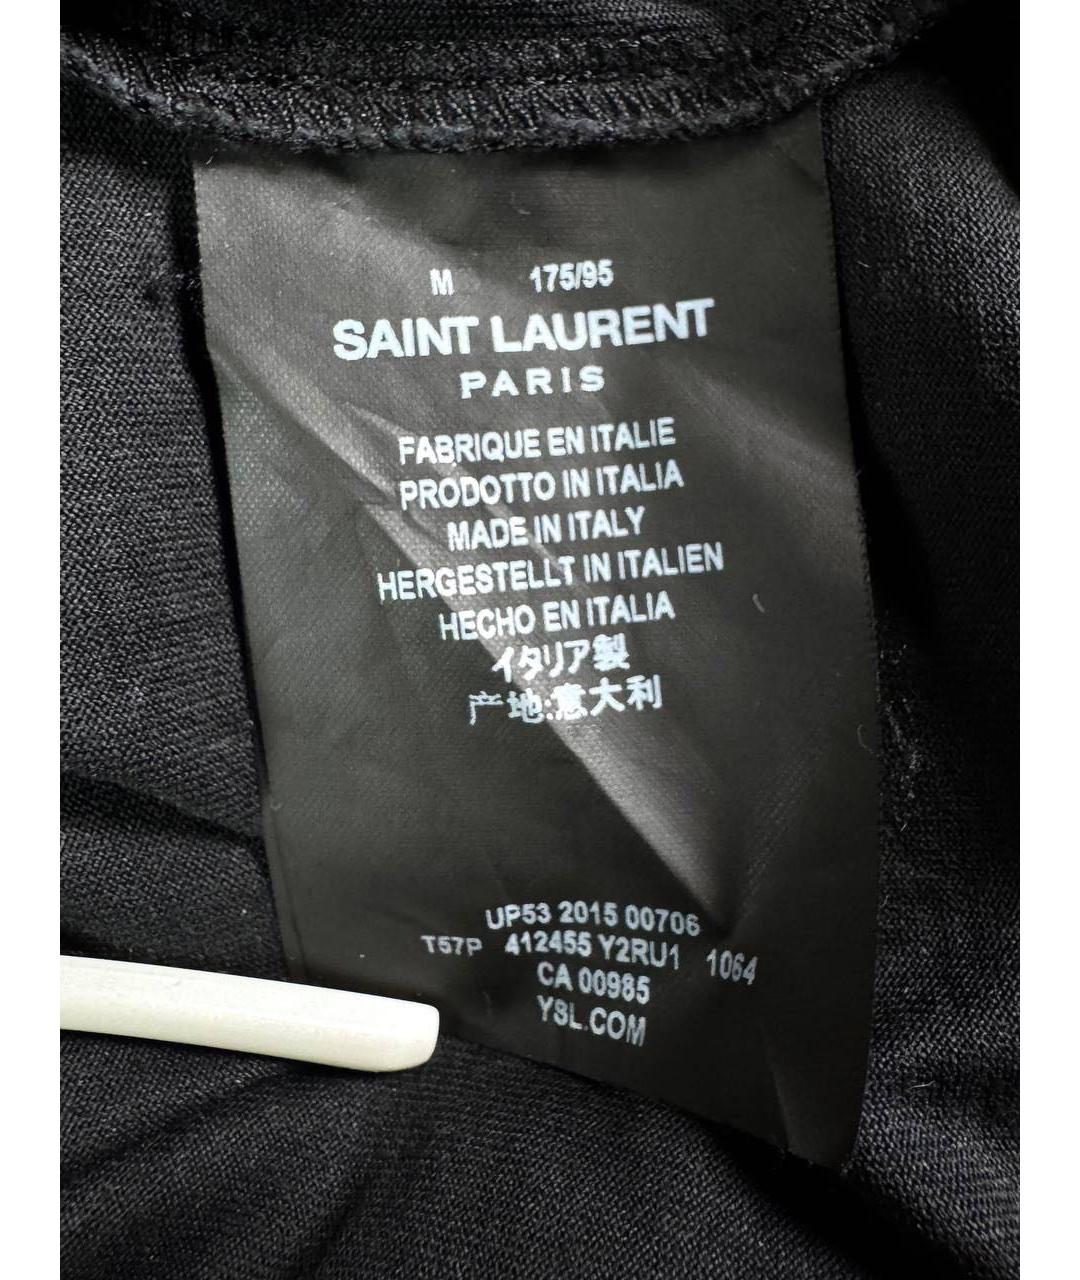 M 175/95
SAINT LAURENT
PARIS
FABRIQUE EN ITALIE
PRODOTTO IN ITALIA
MADE IN ITALY
HERGESTELLT IN ITALIEN
HECHO EN ITALIA
イタリア製
产地:意大利
UP53 2015 00706
T57P 412455 Y2RU1 1064
CA 00985
YSL.COM